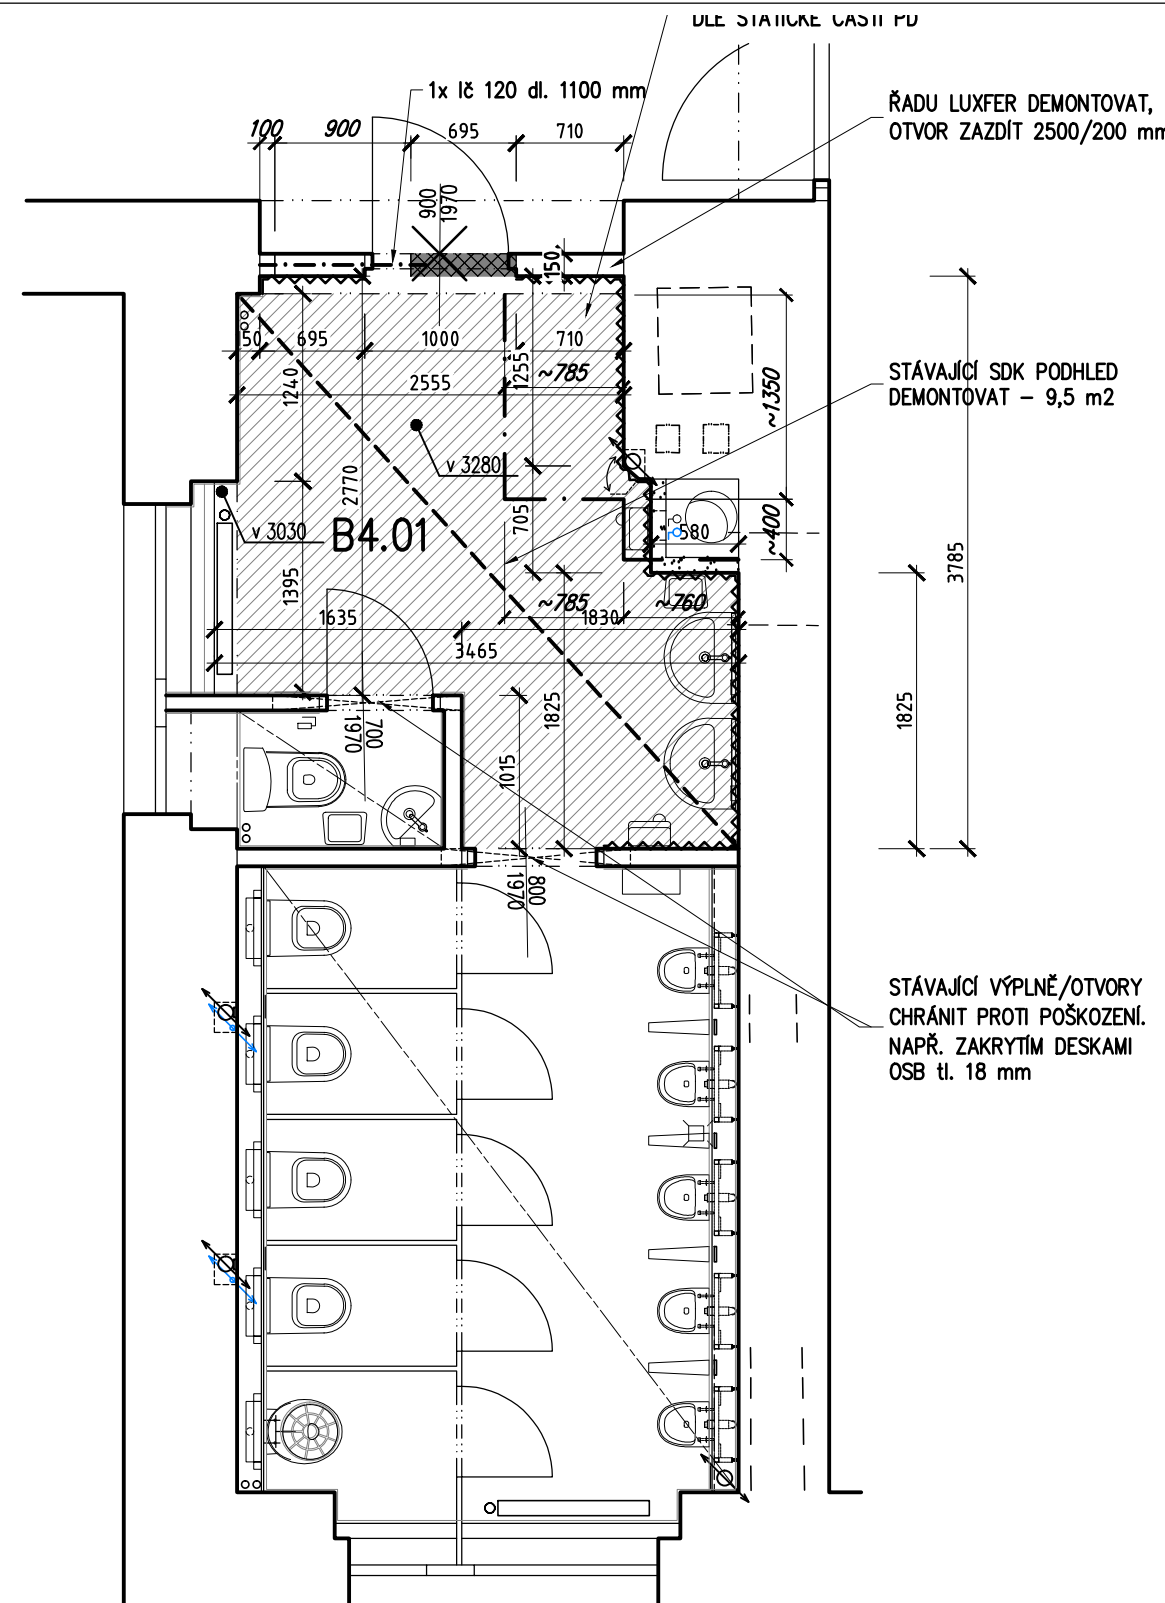 DLE STATICKÉ ČÁSTI PD
1x Ič 120 dl. 1100 mm
ŘADU LUXFER DEMONTOVAT,
OTVOR ZAZDÍT 2500/200 mm
100
900
695
710
900
1970
150
50
695
1000
710
1240
2555
1255
~785
~1350
STÁVAJÍCÍ SDK PODHLED
DEMONTOVAT – 9,5 m2
v 3280
2770
v 3030
B4.01
705
580
~400
3785
1395
~785
~760
1635
1830
3465
1825
1825
700
1970
1015
800
1970
STÁVAJÍCÍ VÝPLNĚ/OTVORY
CHRÁNIT PROTI POŠKOZENÍ.
NAPŘ. ZAKRYTÍM DESKAMI
OSB tl. 18 mm